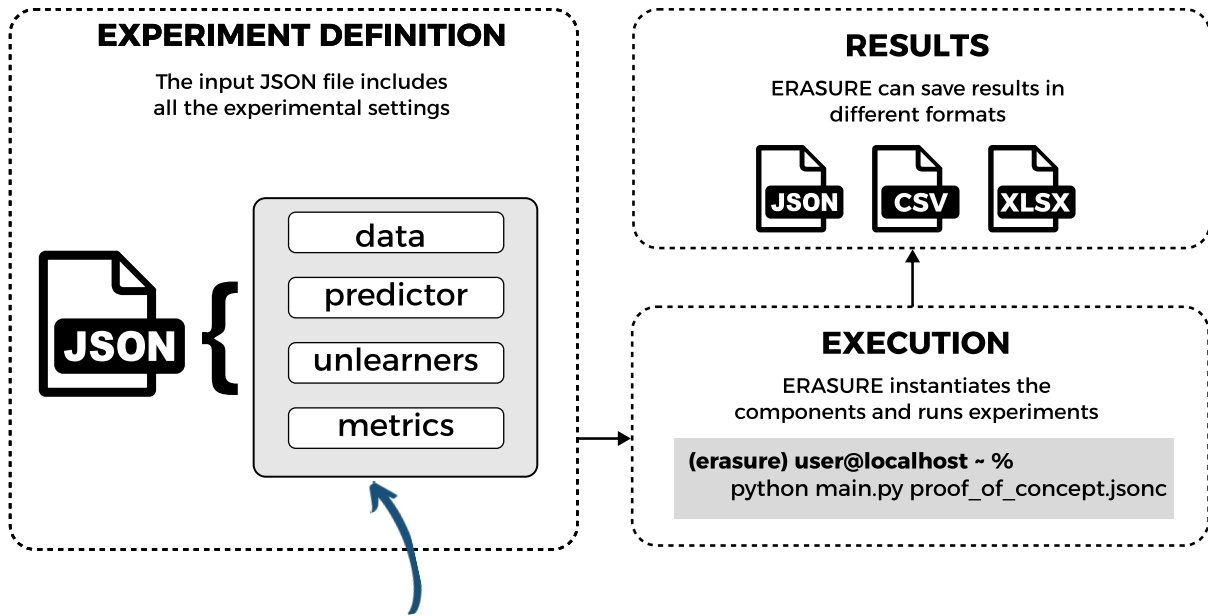 EXPERIMENT DEFINITION
The input JSON file includes
all the experimental settings
JSON
{
data
predictor
unlearners
metrics
RESULTS
ERASURE can save results in
different formats
JSON
CSV
XLSX
EXECUTION
ERASURE instantiates the
components and runs experiments
(erasure) user@localhost ~ %
python main.py proof_of_concept.jsonc